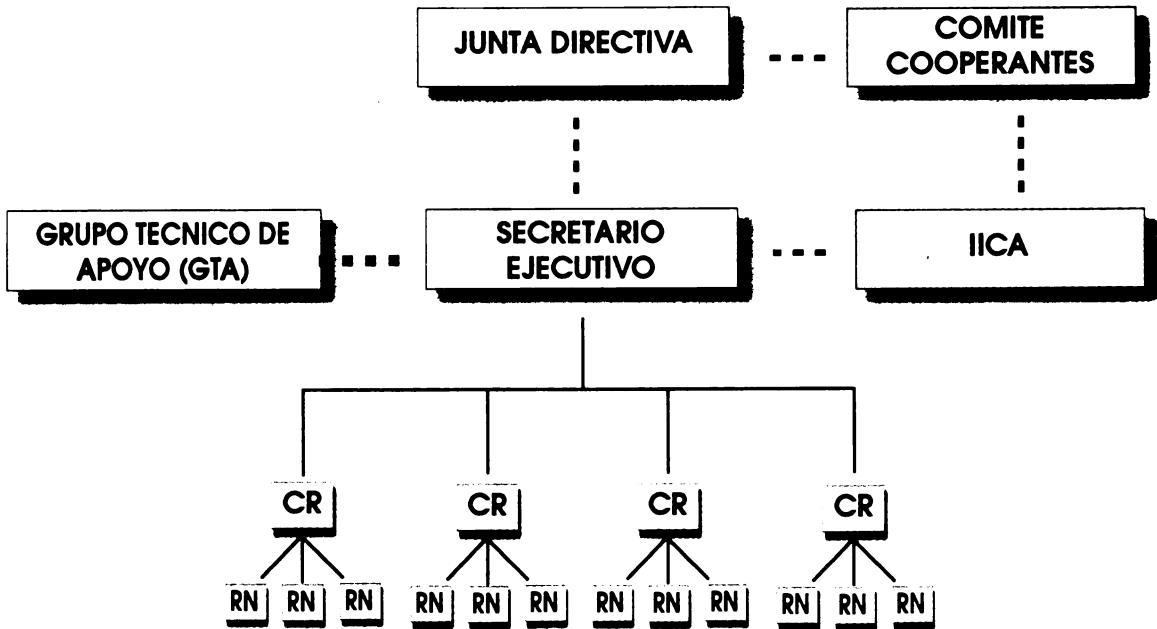 JUNTA DIRECTIVA
COMITE
COOPERANTES
GRUPO TECNICO DE
APOYO (GTA)
SECRETARIO
EJECUTIVO
IICA
CR
CR
CR
CR
RN RN RN
RN RN RN
RN RN RN
RN RN RN